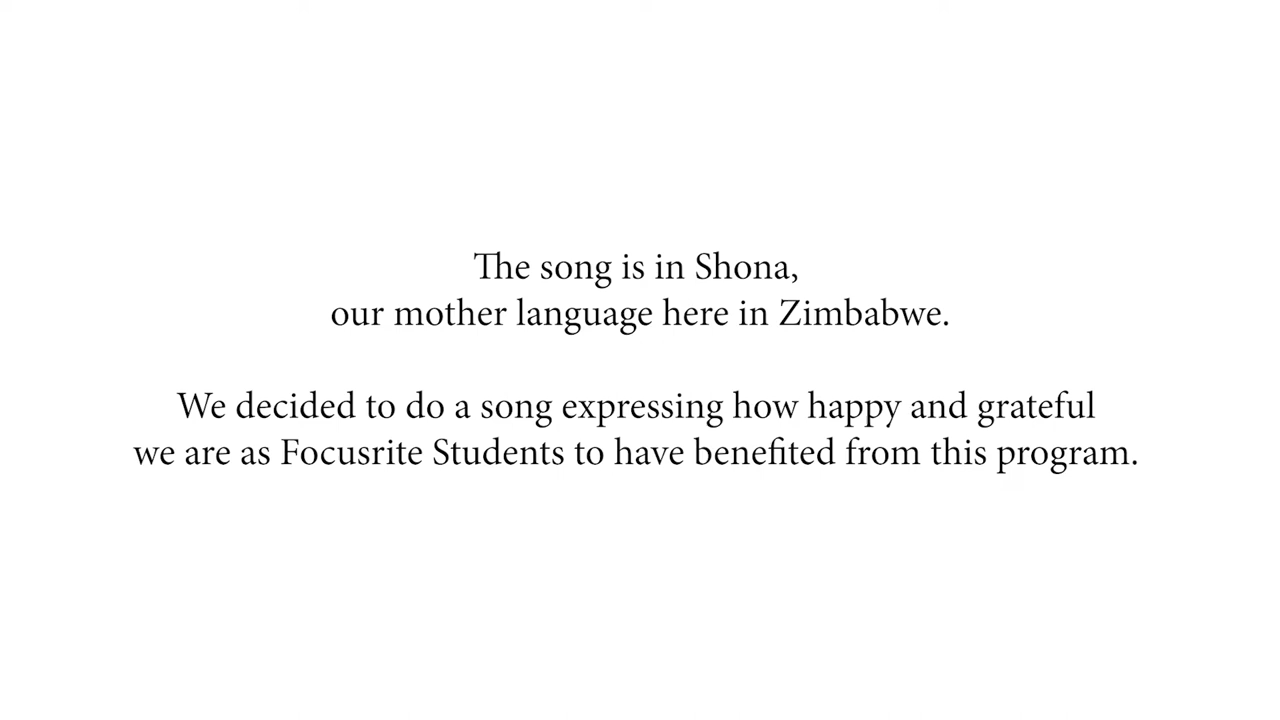 The song is in Shona,
our mother language here in Zimbabwe.
We decided to do a song expressing how happy and grateful
we are as Focusrite Students to have benefited from this program.